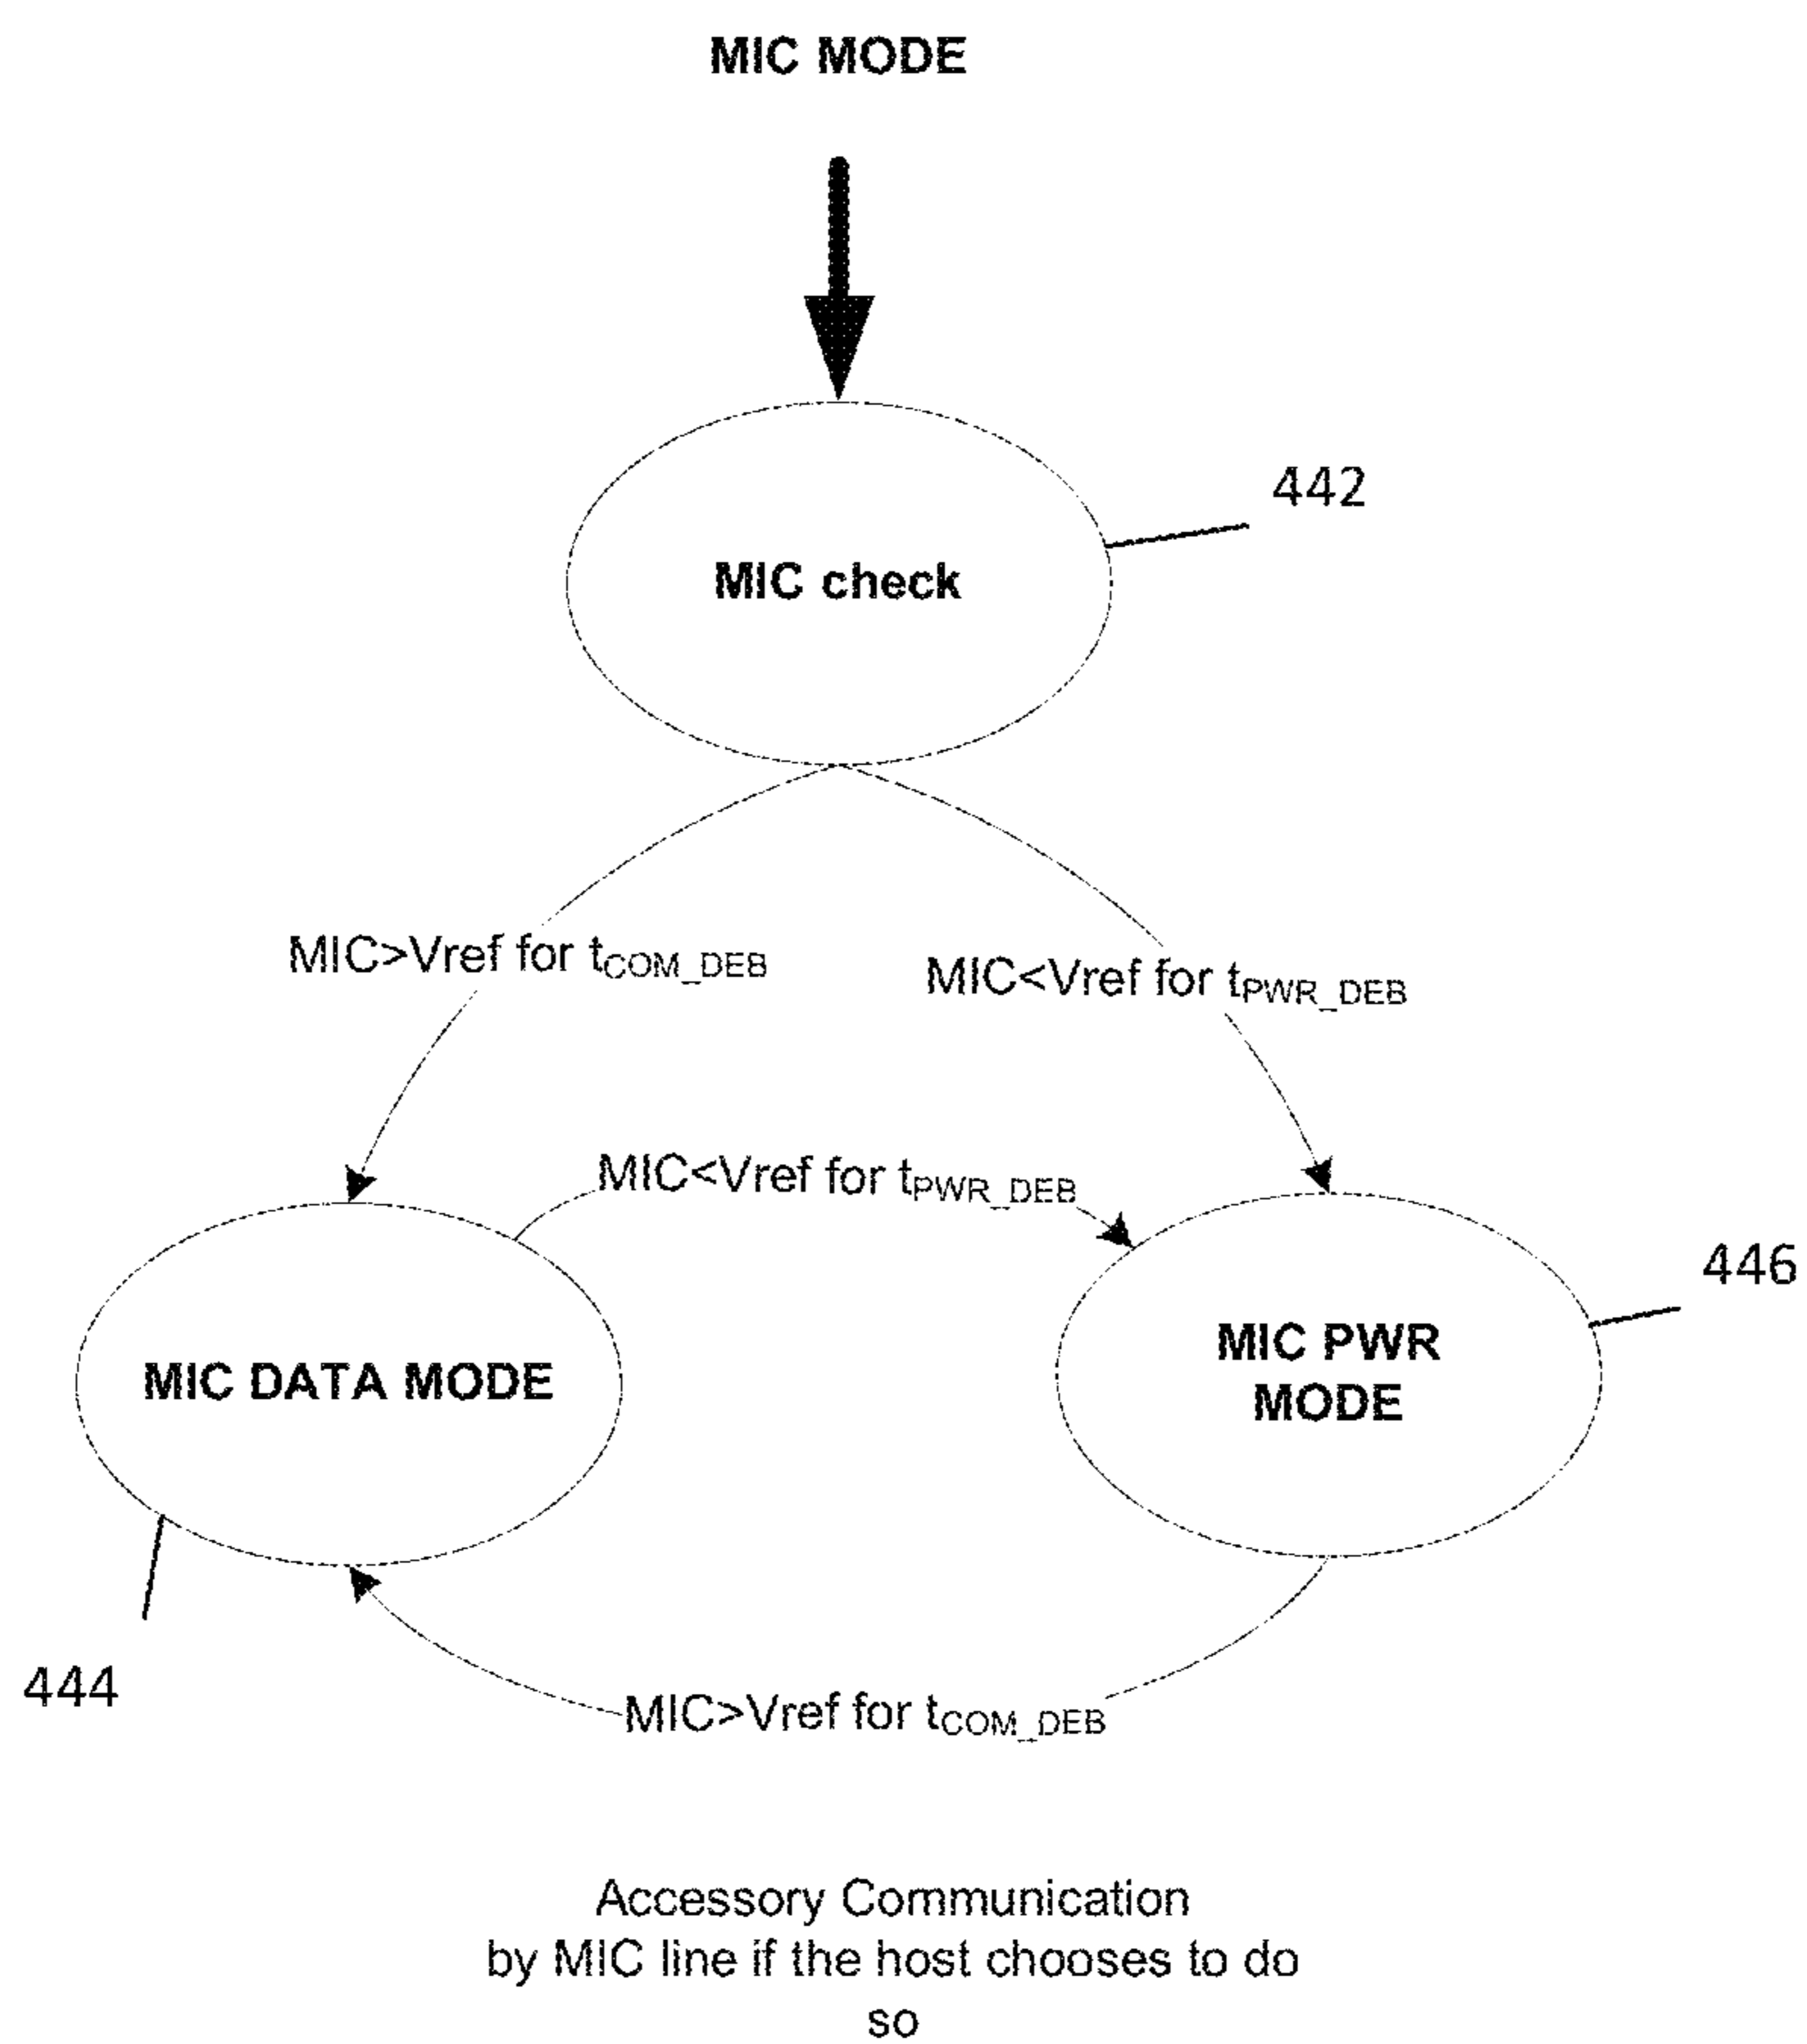 MIC MODE
442
MIC check
MIC>Vref for tCOM_DEB
MIC<Vref for tPWR_DEB
MIC<Vref for tPWR_DEB
446
MIC DATA MODE
MIC PWR
MODE
444
MIC>Vref for tCOM_DEB
Accessory Communication
by MIC line if the host chooses to do
so